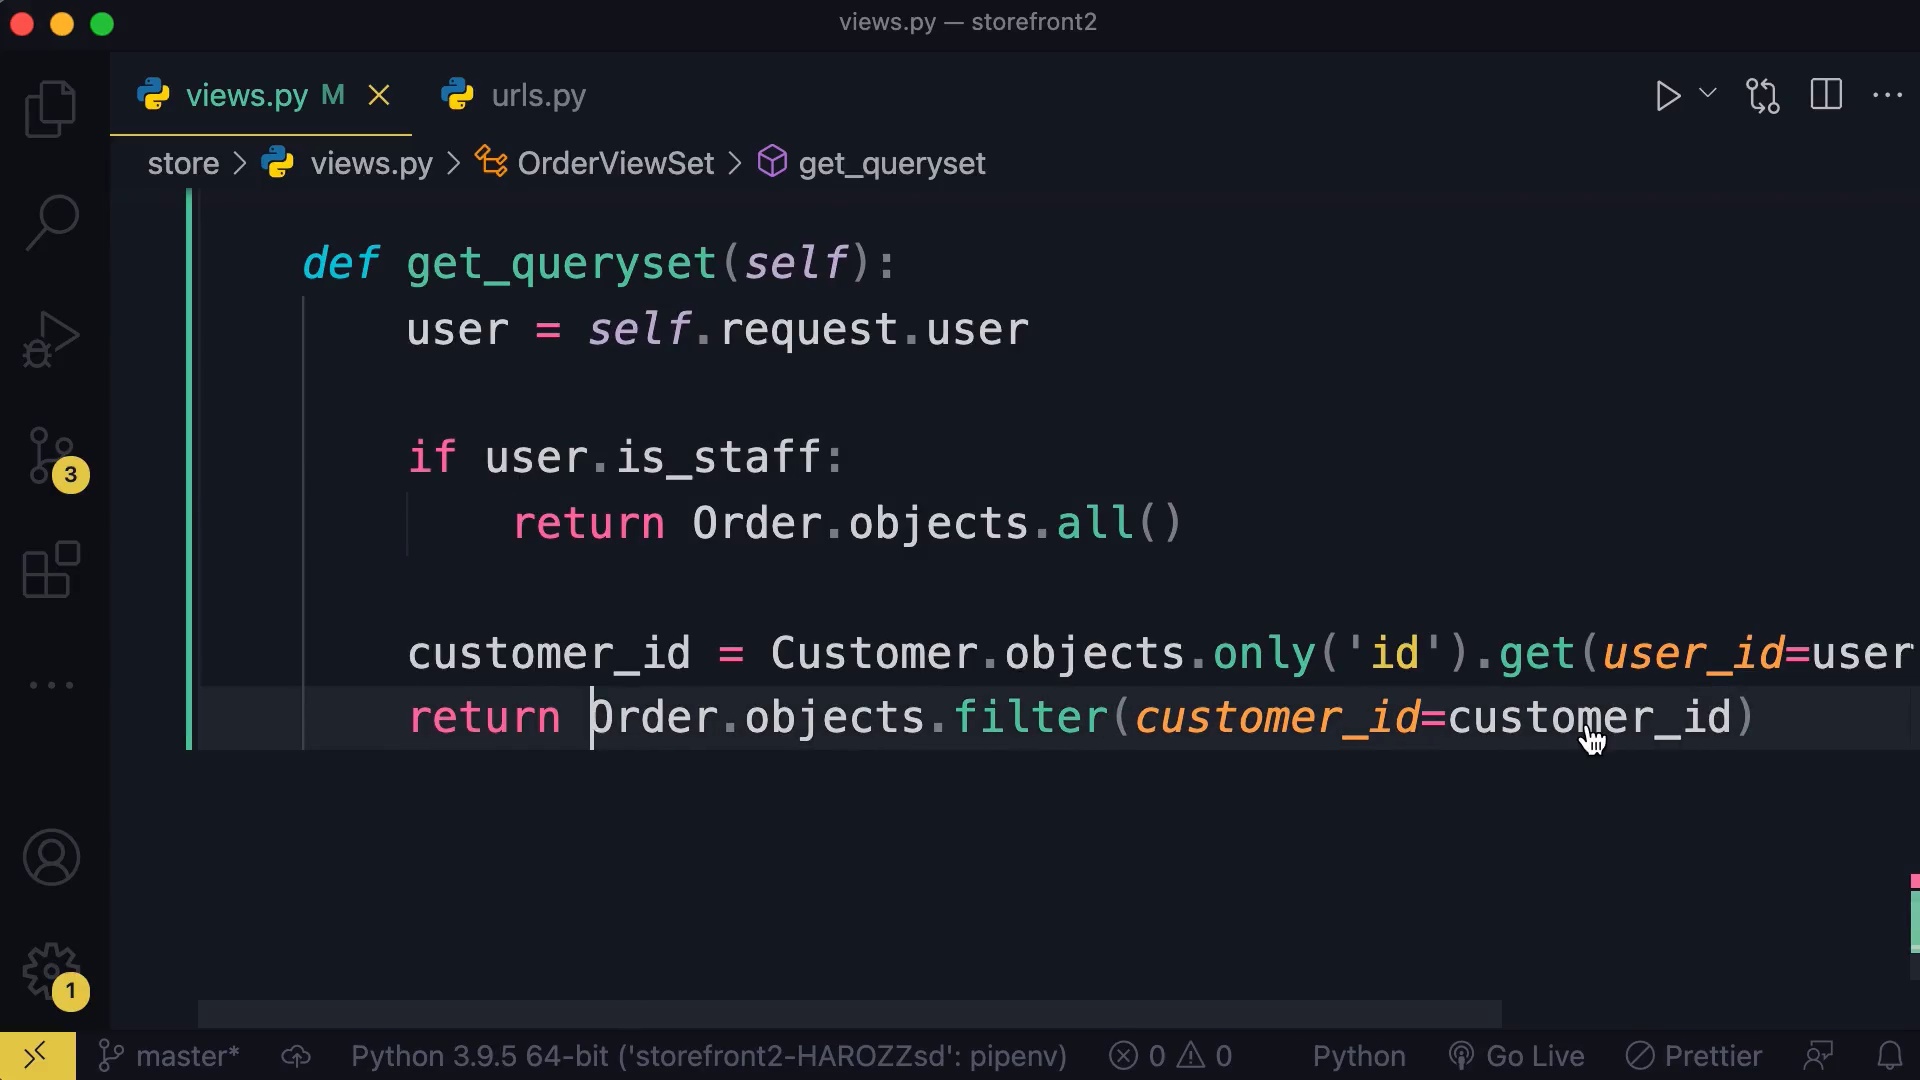 views.py — storefront2
views.py M urls.py
store > views.py > OrderViewSet > get_queryset
def get_queryset(self):
user = self.request.user
if user.is_staff:
return Order.objects.all()
customer_id = Customer.objects.only('id').get(user_id=user
return Order.objects.filter(customer_id=customer_id)
3
1
master* Python 3.9.5 64-bit ('storefront2-HAROZZsd': pipenv) 0 0 Python Go Live Prettier